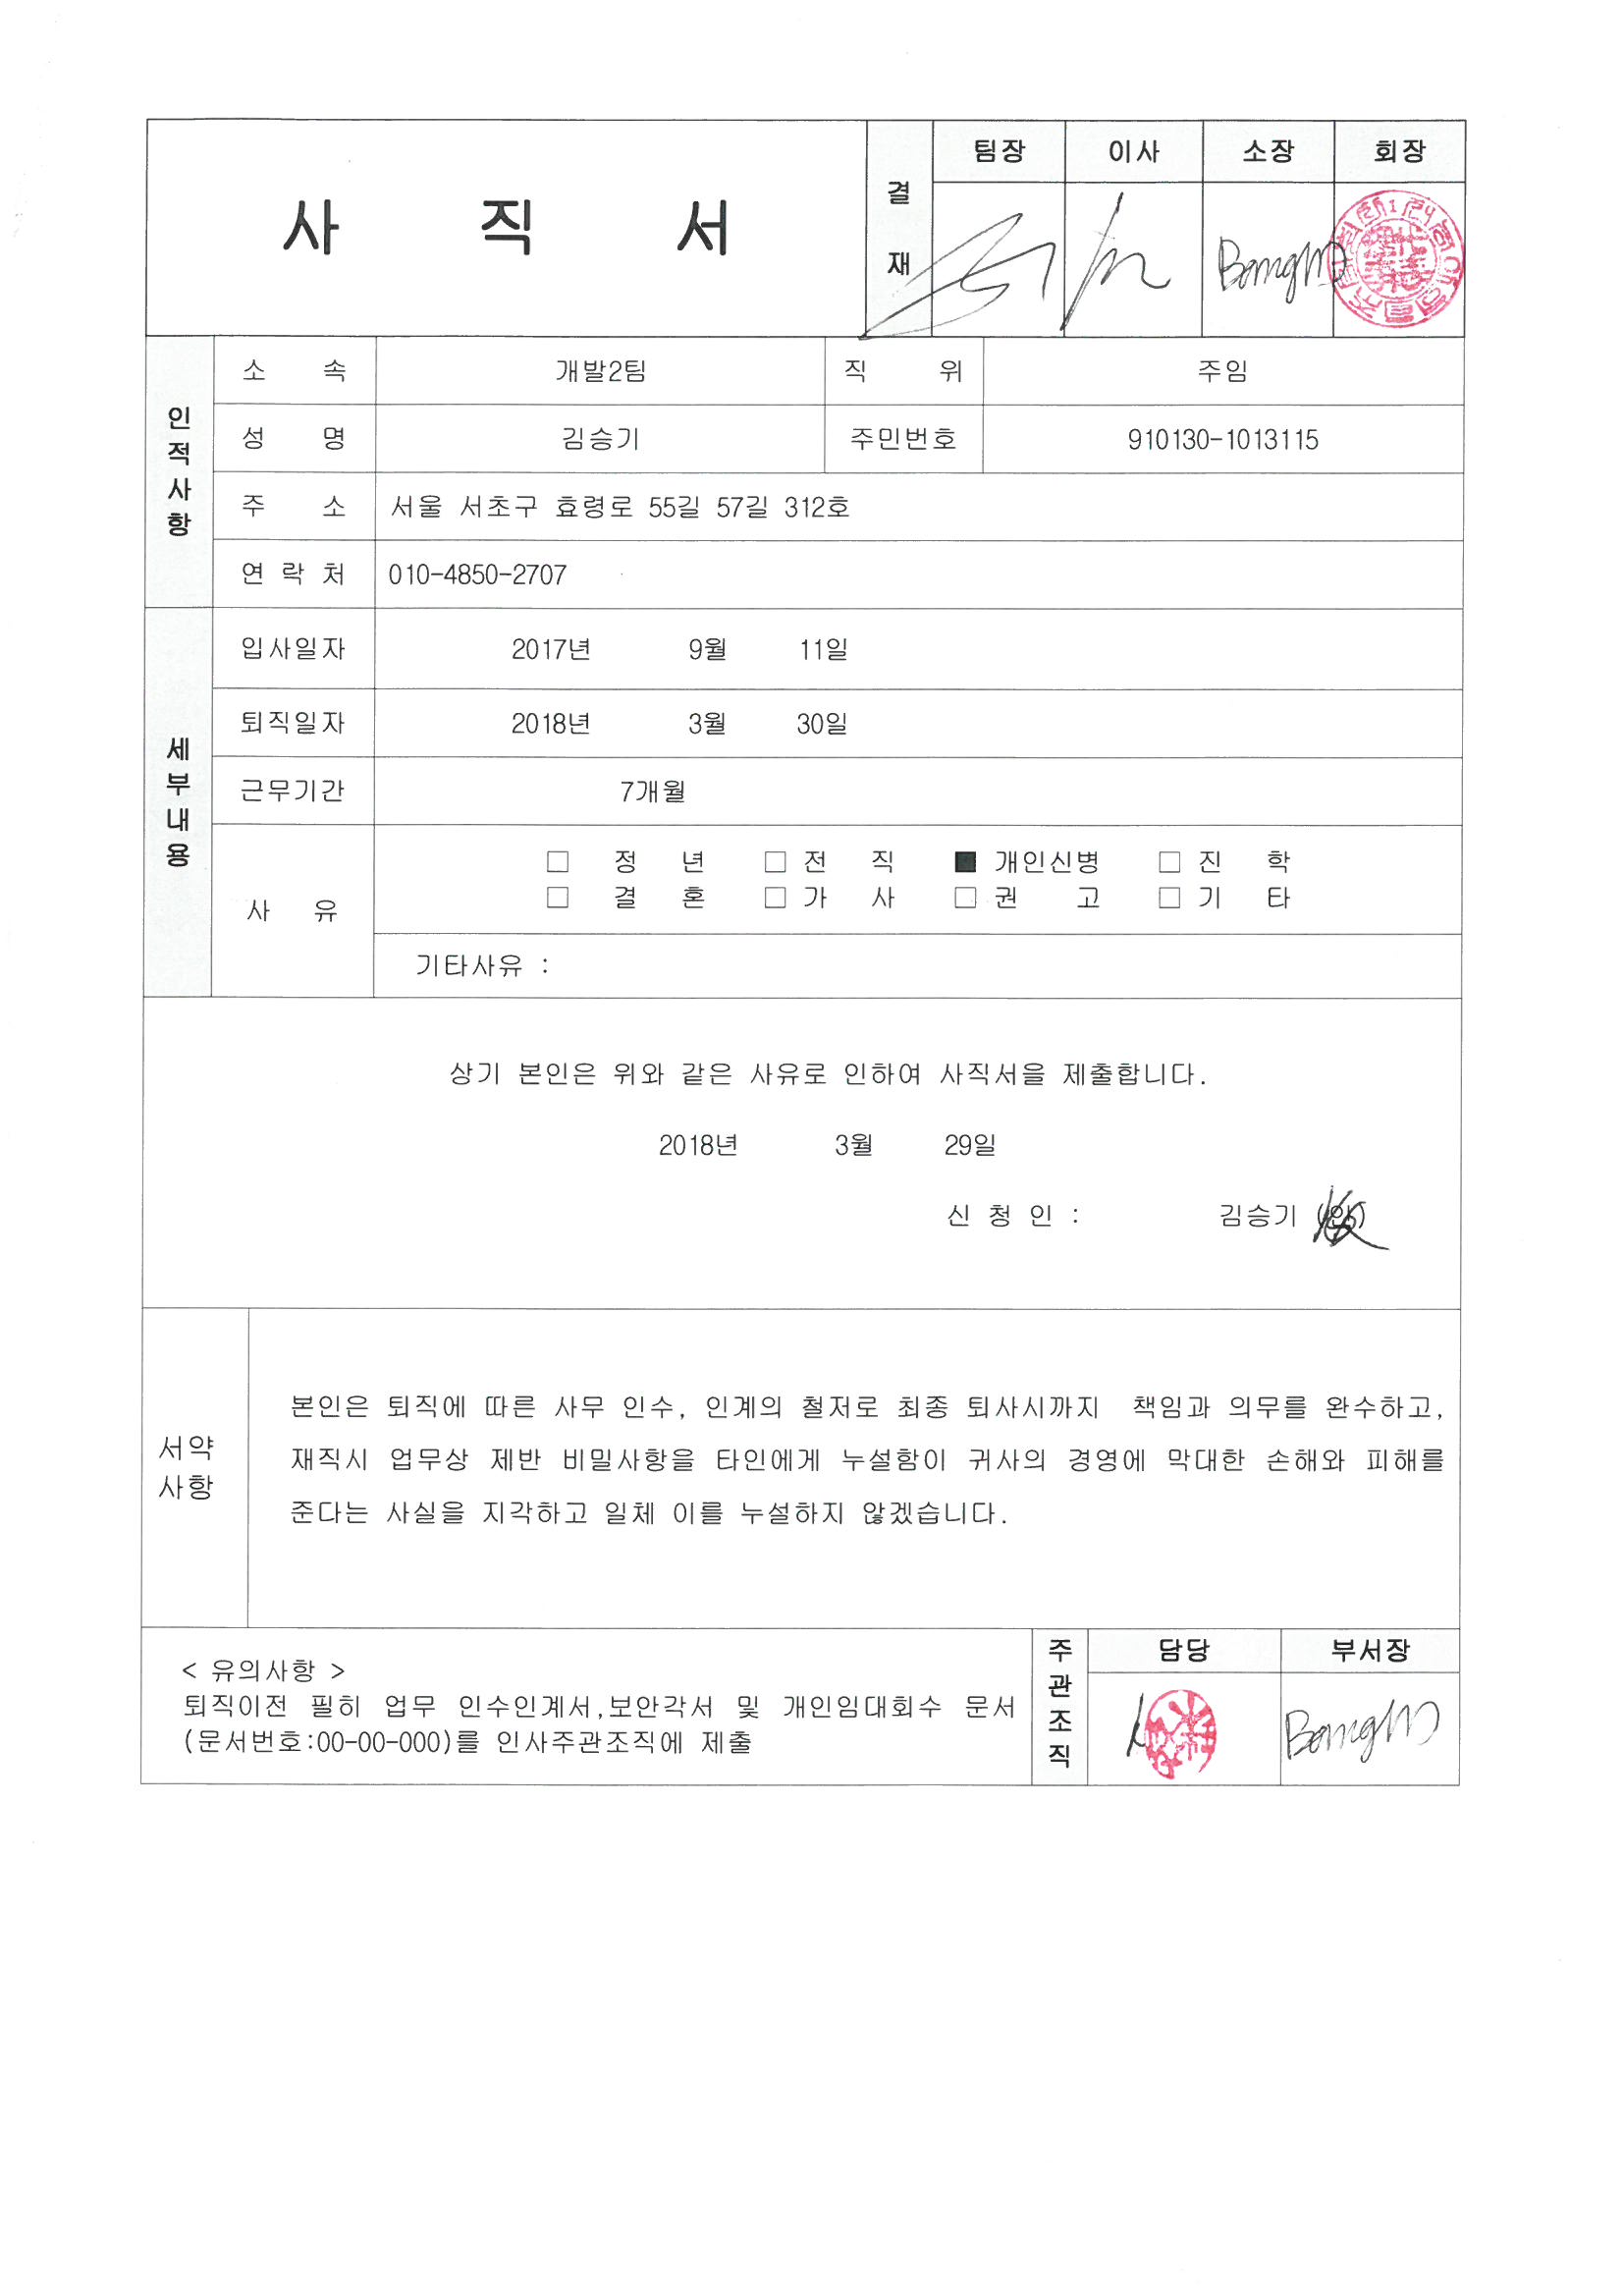 사 직 서
결 재
팀장 이사 소장 회장
Bangm
인적사항
소 속 개발2팀 직 위 주임
성 명 김승기 주민번호 910130-1013115
주 소 서울 서초구 효령로 55길 57길 312호
연 락 처 010-4850-2707
세부내용
입사일자 2017년 9월 11일
퇴직일자 2018년 3월 30일
근무기간 7개월
사 유
□ 정 년 □ 전 직 ■ 개인신병 □ 진 학
□ 결 혼 □ 가 사 □ 권 고 □ 기 타
기타사유 :
상기 본인은 위와 같은 사유로 인하여 사직서을 제출합니다.
2018년 3월 29일
신 청 인 : 김승기 (인)
서약
사항
본인은 퇴직에 따른 사무 인수, 인계의 철저로 최종 퇴사시까지 책임과 의무를 완수하고,
재직시 업무상 제반 비밀사항을 타인에게 누설함이 귀사의 경영에 막대한 손해와 피해를
준다는 사실을 지각하고 일체 이를 누설하지 않겠습니다.
< 유의사항 >
퇴직이전 필히 업무 인수인계서,보안각서 및 개인임대회수 문서
(문서번호:00-00-000)를 인사주관조직에 제출
주관조직
담당 부서장
Bangm